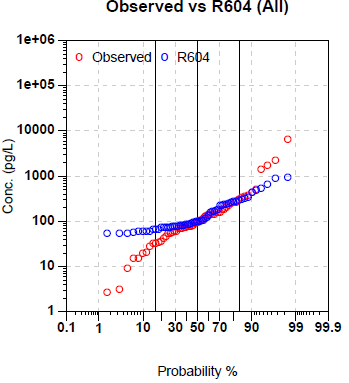 Observed vs R604 (All)
1e+06
Observed R604
1e+05
10000
1000
100
10
1
0.1 1 10 30 50 70 90 99 99.9
Conc. (pg/L)
Probability %